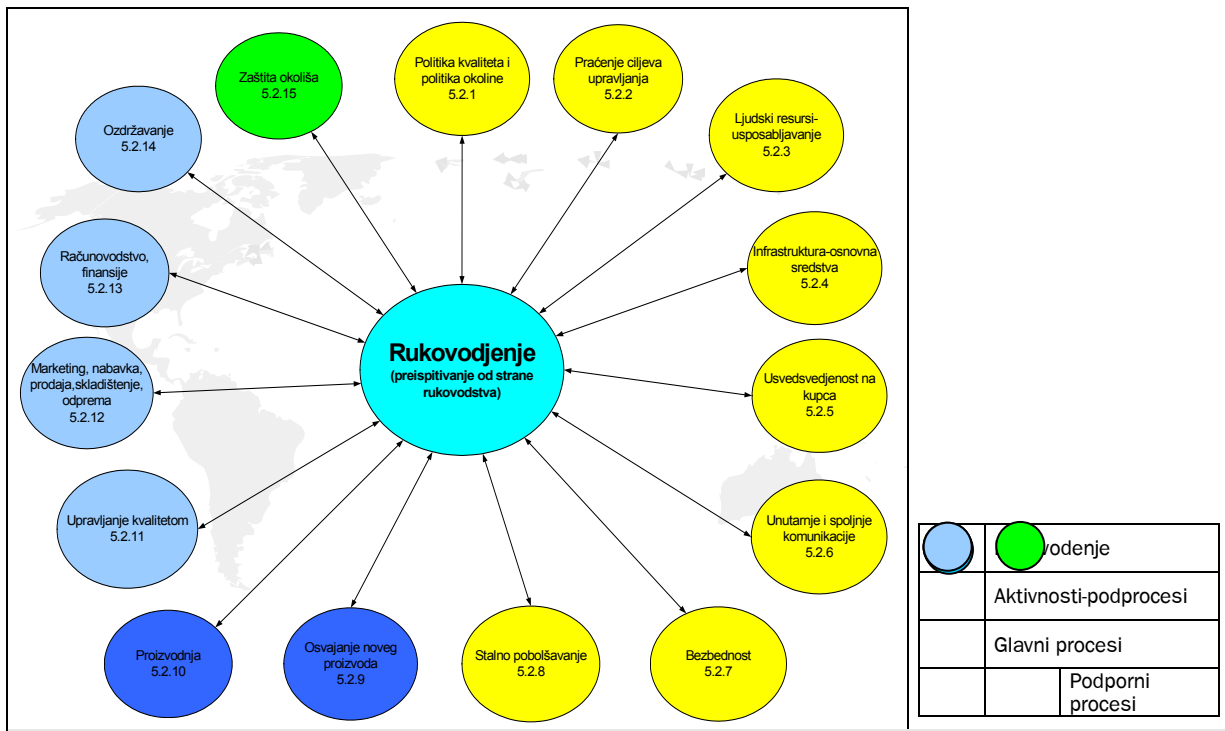 Zaštita okoliša
5.2.15
Politika kvaliteta i
politika okoline
5.2.1
Praćenje ciljeva
upravljanja
5.2.2
Ljudski resursi-
usposabljavanje
5.2.3
Ozdržavanje
5.2.14
Računovodstvo,
finansije
5.2.13
Infrastruktura-osnovna
sredstva
5.2.4
Rukovodjenje
(preispitivanje od strane
rukovodstva)
Marketing, nabavka,
prodaja,skladištenje,
odprema
5.2.12
Usvedsvedjenost na
kupca
5.2.5
Upravljanje kvalitetom
5.2.11
Unutarnje i spoljnje
komunikacije
5.2.6
Proizvodnja
5.2.10
Osvajanje noveg
proizvoda
5.2.9
Stalno pobolšavanje
5.2.8
Bezbednost
5.2.7
Aktivnosti-podprocesi
Glavni procesi
Podporni
procesi